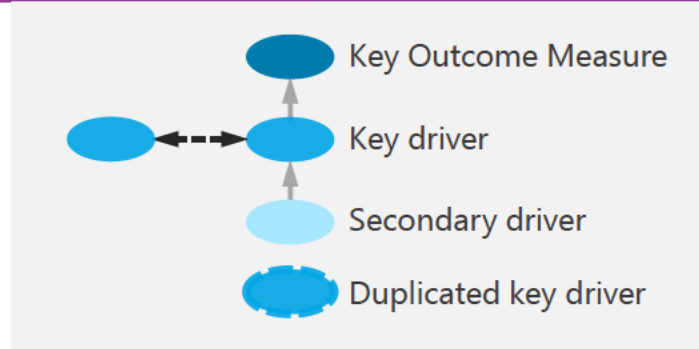 Key Outcome Measure
Key driver
Secondary driver
Duplicated key driver